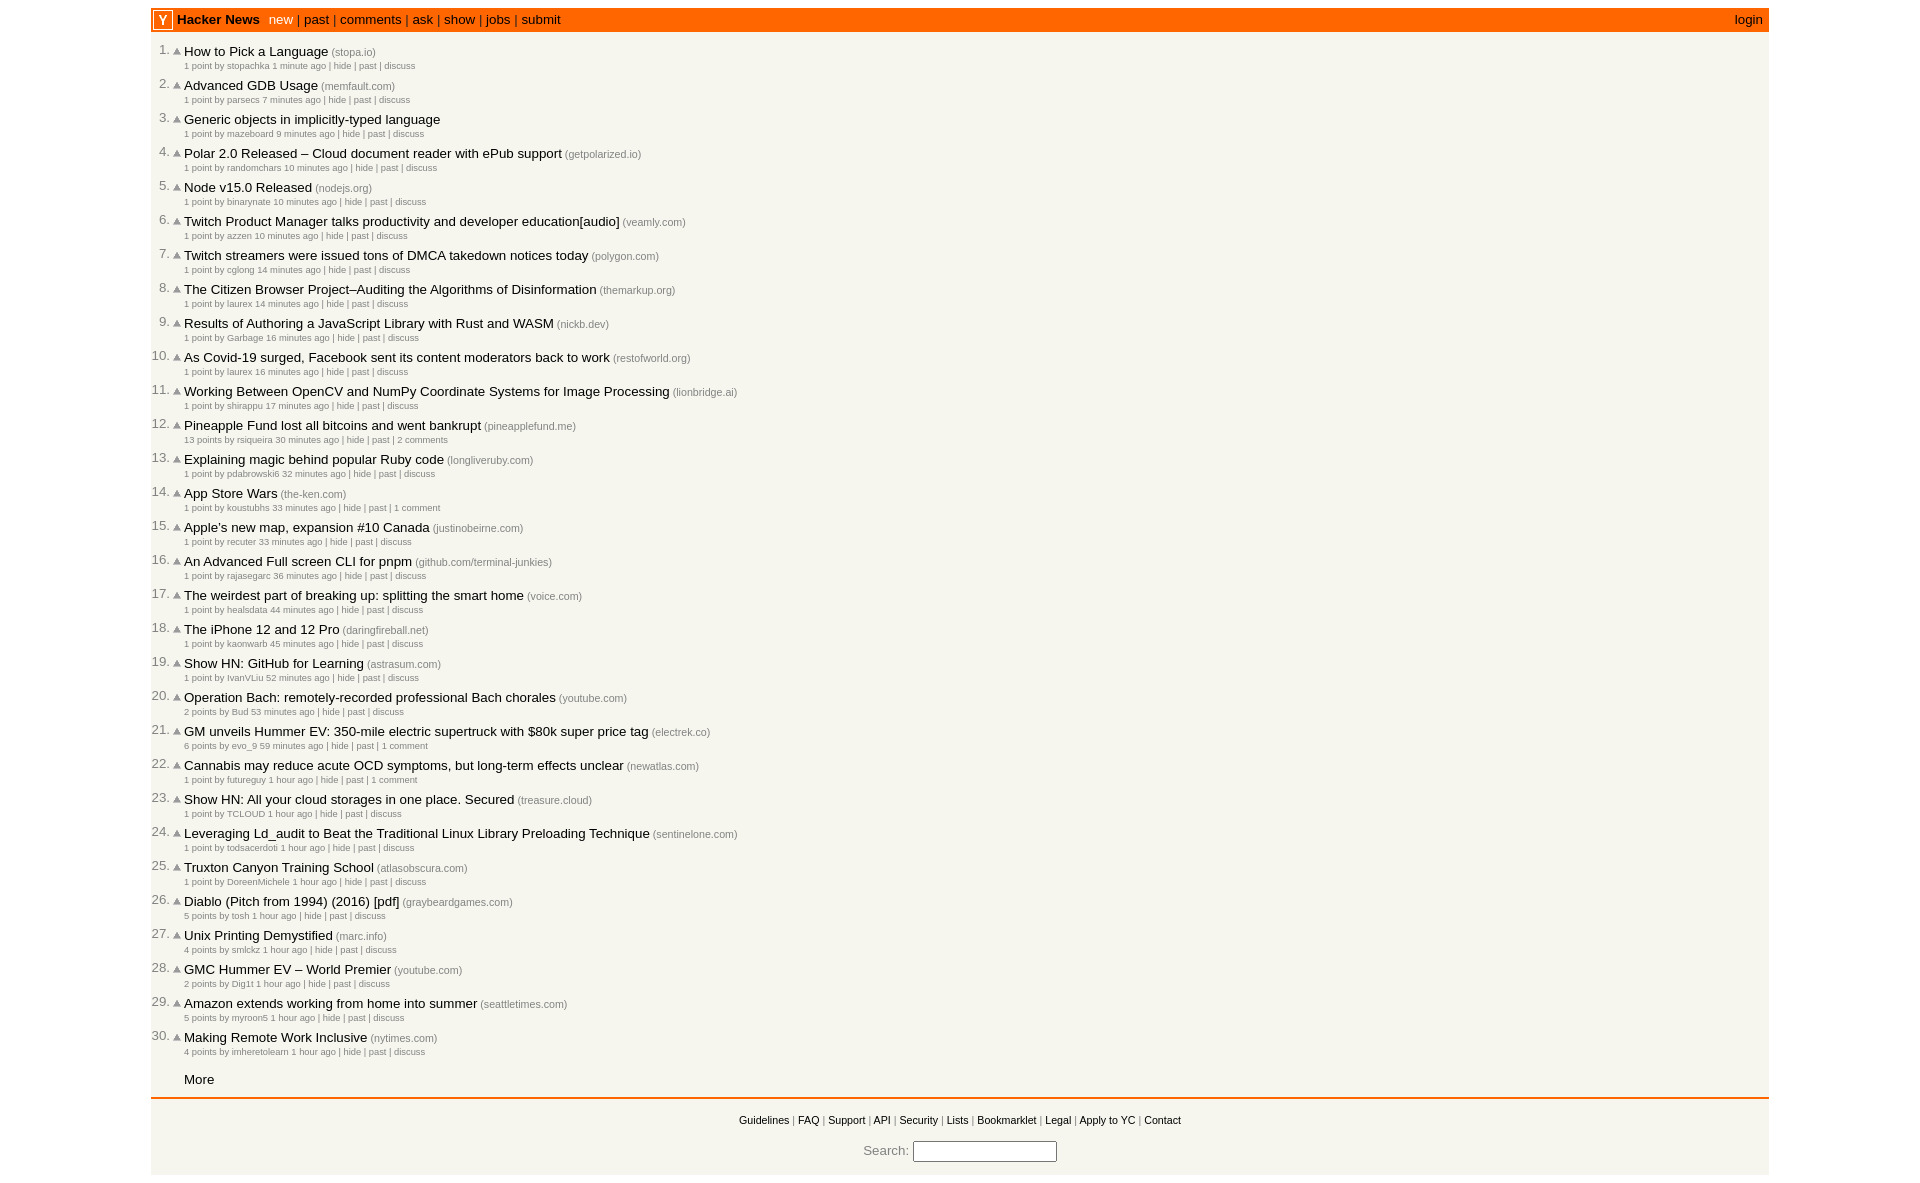 Y Hacker News new | past | comments | ask | show | jobs | submit login
1. How to Pick a Language (stopa.io)
1 point by stopachka 1 minute ago | hide | past | discuss
2. Advanced GDB Usage (memfault.com)
1 point by parsecs 7 minutes ago | hide | past | discuss
3. Generic objects in implicitly-typed language
1 point by mazeboard 9 minutes ago | hide | past | discuss
4. Polar 2.0 Released – Cloud document reader with ePub support (getpolarized.io)
1 point by randomchars 10 minutes ago | hide | past | discuss
5. Node v15.0 Released (nodejs.org)
1 point by binarynate 10 minutes ago | hide | past | discuss
6. Twitch Product Manager talks productivity and developer education[audio] (veamly.com)
1 point by azzen 10 minutes ago | hide | past | discuss
7. Twitch streamers were issued tons of DMCA takedown notices today (polygon.com)
1 point by cglong 14 minutes ago | hide | past | discuss
8. The Citizen Browser Project–Auditing the Algorithms of Disinformation (themarkup.org)
1 point by laurex 14 minutes ago | hide | past | discuss
9. Results of Authoring a JavaScript Library with Rust and WASM (nickb.dev)
1 point by Garbage 16 minutes ago | hide | past | discuss
10. As Covid-19 surged, Facebook sent its content moderators back to work (restofworld.org)
1 point by laurex 16 minutes ago | hide | past | discuss
11. Working Between OpenCV and NumPy Coordinate Systems for Image Processing (lionbridge.ai)
1 point by shirappu 17 minutes ago | hide | past | discuss
12. Pineapple Fund lost all bitcoins and went bankrupt (pineapplefund.me)
13 points by rsiqueira 30 minutes ago | hide | past | 2 comments
13. Explaining magic behind popular Ruby code (longliveruby.com)
1 point by pdabrowski6 32 minutes ago | hide | past | discuss
14. App Store Wars (the-ken.com)
1 point by koustubhs 33 minutes ago | hide | past | 1 comment
15. Apple’s new map, expansion #10 Canada (justinobeirne.com)
1 point by recuter 33 minutes ago | hide | past | discuss
16. An Advanced Full screen CLI for pnpm (github.com/terminal-junkies)
1 point by rajasegarc 36 minutes ago | hide | past | discuss
17. The weirdest part of breaking up: splitting the smart home (voice.com)
1 point by healsdata 44 minutes ago | hide | past | discuss
18. The iPhone 12 and 12 Pro (daringfireball.net)
1 point by kaonwarb 45 minutes ago | hide | past | discuss
19. Show HN: GitHub for Learning (astrasum.com)
1 point by IvanVLiu 52 minutes ago | hide | past | discuss
20. Operation Bach: remotely-recorded professional Bach chorales (youtube.com)
2 points by Bud 53 minutes ago | hide | past | discuss
21. GM unveils Hummer EV: 350-mile electric supertruck with $80k super price tag (electrek.co)
6 points by evo_9 59 minutes ago | hide | past | 1 comment
22. Cannabis may reduce acute OCD symptoms, but long-term effects unclear (newatlas.com)
1 point by futureguy 1 hour ago | hide | past | 1 comment
23. Show HN: All your cloud storages in one place. Secured (treasure.cloud)
1 point by TCLOUD 1 hour ago | hide | past | discuss
24. Leveraging Ld_audit to Beat the Traditional Linux Library Preloading Technique (sentinelone.com)
1 point by todsacerdoti 1 hour ago | hide | past | discuss
25. Truxton Canyon Training School (atlasobscura.com)
1 point by DoreenMichele 1 hour ago | hide | past | discuss
26. Diablo (Pitch from 1994) (2016) [pdf] (graybeardgames.com)
5 points by tosh 1 hour ago | hide | past | discuss
27. Unix Printing Demystified (marc.info)
4 points by smlckz 1 hour ago | hide | past | discuss
28. GMC Hummer EV – World Premier (youtube.com)
2 points by Dig1t 1 hour ago | hide | past | discuss
29. Amazon extends working from home into summer (seattletimes.com)
5 points by myroon5 1 hour ago | hide | past | discuss
30. Making Remote Work Inclusive (nytimes.com)
4 points by imheretolearn 1 hour ago | hide | past | discuss
More
Guidelines | FAQ | Support | API | Security | Lists | Bookmarklet | Legal | Apply to YC | Contact
Search: